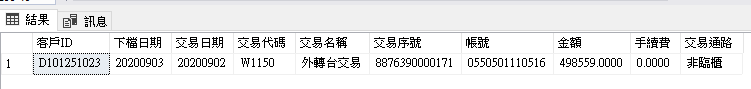 結果 訊息
客戶ID 下檔日期 交易日期 交易代碼 交易名稱 交易序號 帳號 金額 手續費 交易通路
1 D101251023 20200903 20200902 W1150 外轉台交易 8876390000171 0550501110516 498559.0000 0.0000 非臨櫃